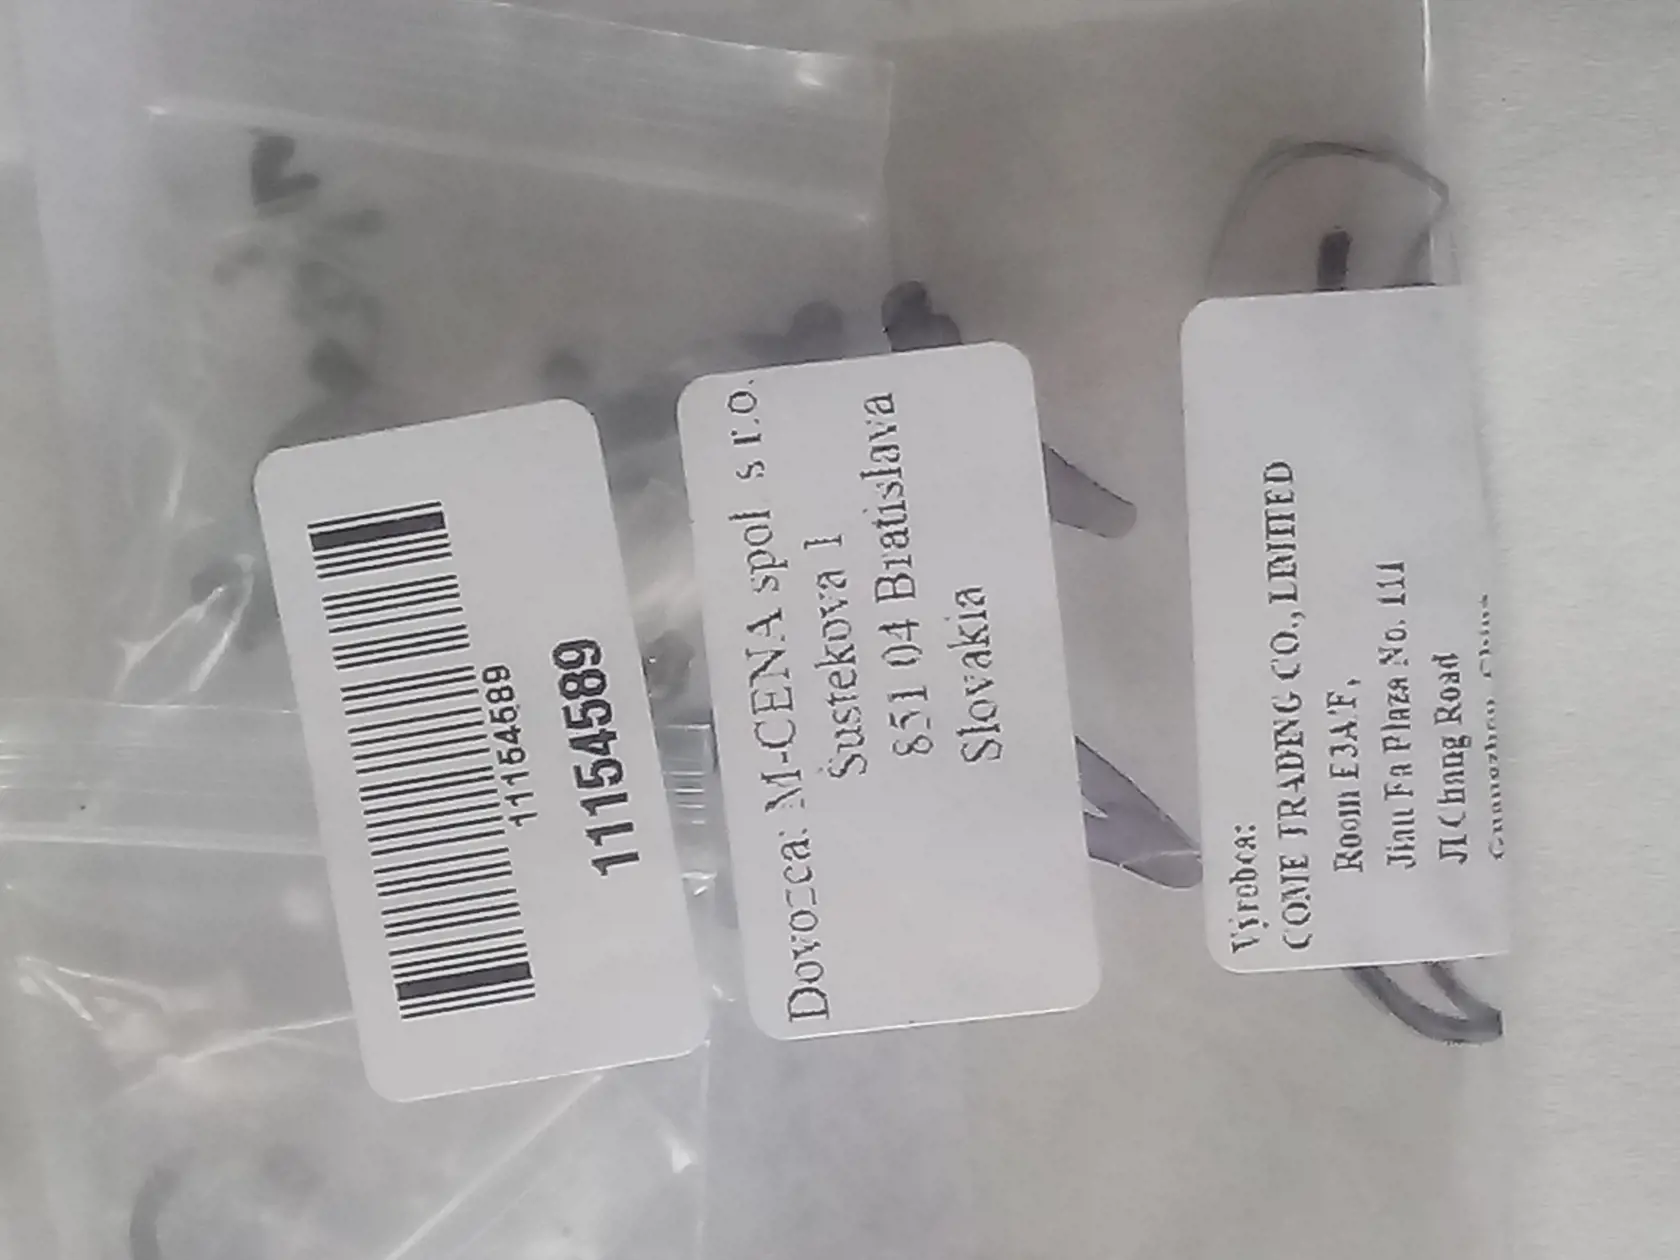 11154589
11154589
Dovozca: M-CENA spol s r.o.
Šustekova 1
851 04 Bratislava
Slovakia
Výrobca:
COME TRADING CO., LIMITED
Room E3A/F,
Jiau Fa Plaza No. 111
JI Chang Road